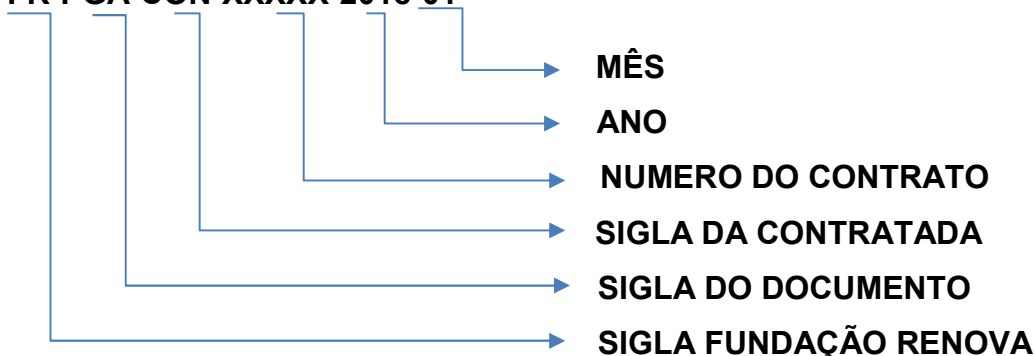 MÊS
ANO
NUMERO DO CONTRATO
SIGLA DA CONTRATADA
SIGLA DO DOCUMENTO
SIGLA FUNDAÇÃO RENOVA